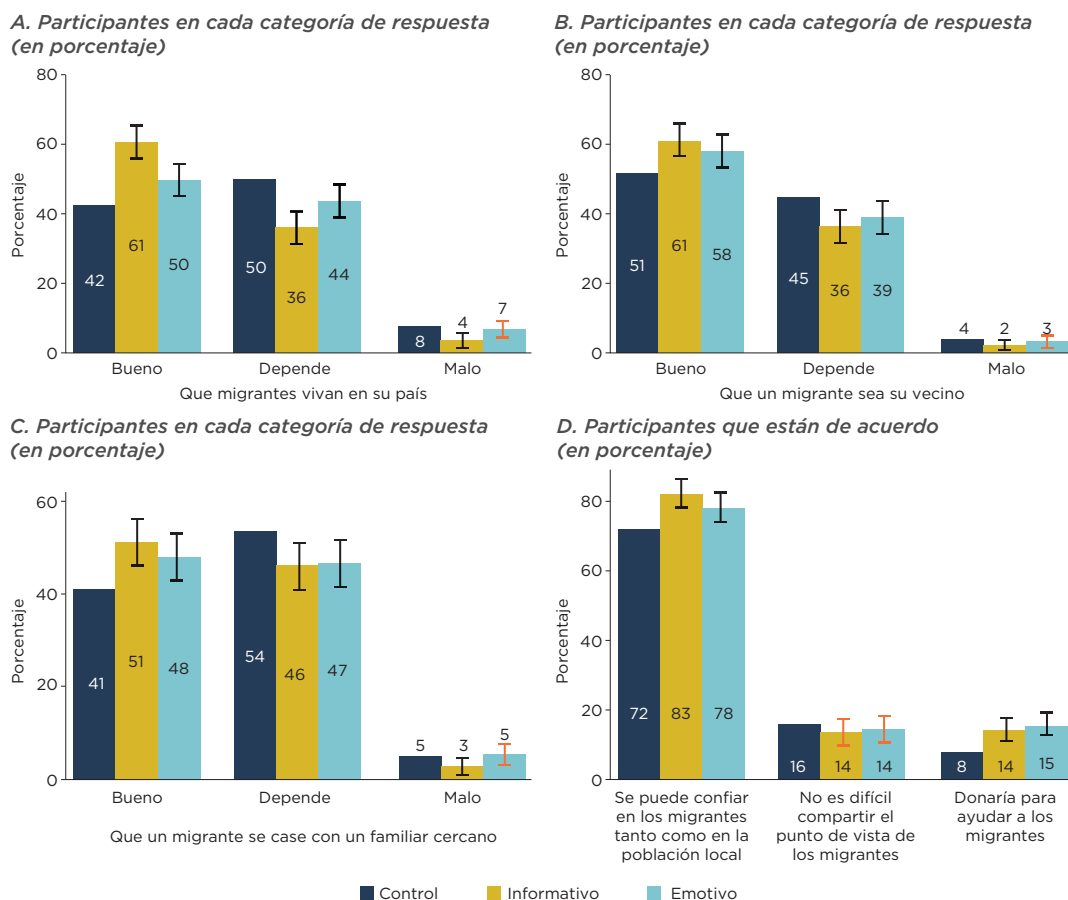 A. Participantes en cada categoría de respuesta
(en porcentaje)
80
60
40
20
0
Porcentaje
42
61
50
50
36
44
8
4
7
Bueno
Depende
Malo
Que migrantes vivan en su país
B. Participantes en cada categoría de respuesta
(en porcentaje)
80
60
40
20
0
Porcentaje
51
61
58
45
36
39
4
2
3
Bueno
Depende
Malo
Que un migrante sea su vecino
C. Participantes en cada categoría de respuesta
(en porcentaje)
60
40
20
0
Porcentaje
41
51
48
54
46
47
5
3
5
Bueno
Depende
Malo
Que un migrante se case con un familiar cercano
D. Participantes que están de acuerdo
(en porcentaje)
80
60
40
20
0
Porcentaje
72
83
78
16
14
14
8
14
15
Se puede confiar
en los migrantes
tanto como en la
población local
No es difícil
compartir el
punto de vista de
los migrantes
Donaría para
ayudar a los
migrantes
Control
Informativo
Emotivo